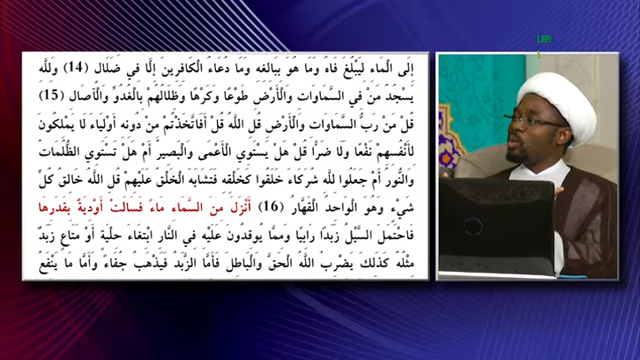 إِلَى الْمَاءِ لِيَبْلُغَ فَاهُ وَمَا هُوَ بِبَالِغِهِ وَمَا دُعَاءُ الْكَافِرِينَ إِلَّا فِي ضَلَالٍ (14) وَلِلَّهِ
يَسْجُدُ مَنْ فِي السَّمَاوَاتِ وَالْأَرْضِ طَوْعًا وَكَرْهًا وَظِلَالُهُمْ بِالْغُدُوِّ وَالْآصَالِ (15)
قُلْ مَنْ رَبُّ السَّمَاوَاتِ وَالْأَرْضِ قُلِ اللَّهُ قُلْ أَفَاتَّخَذْتُمْ مِنْ دُونِهِ أَوْلِيَاءَ لَا يَمْلِكُونَ
لِأَنْفُسِهِمْ نَفْعًا وَلَا ضَرًّا قُلْ هَلْ يَسْتَوِي الْأَعْمَى وَالْبَصِيرُ أَمْ هَلْ تَسْتَوِي الظُّلُمَاتُ
وَالنُّورُ أَمْ جَعَلُوا لِلَّهِ شُرَكَاءَ خَلَقُوا كَخَلْقِهِ فَتَشَابَهَ الْخَلْقُ عَلَيْهِمْ قُلِ اللَّهُ خَالِقُ كُلِّ
شَيْءٍ وَهُوَ الْوَاحِدُ الْقَهَّارُ (16) أَنْزَلَ مِنَ السَّمَاءِ مَاءً فَسَالَتْ أَوْدِيَةٌ بِقَدَرِهَا
فَاحْتَمَلَ السَّيْلُ زَبَدًا رَابِيًا وَمِمَّا يُوقِدُونَ عَلَيْهِ فِي النَّارِ ابْتِغَاءَ حِلْيَةٍ أَوْ مَتَاعٍ زَبَدٌ
مِثْلُهُ كَذَلِكَ يَضْرِبُ اللَّهُ الْحَقَّ وَالْبَاطِلَ فَأَمَّا الزَّبَدُ فَيَذْهَبُ جُفَاءً وَأَمَّا مَا يَنْفَعُ